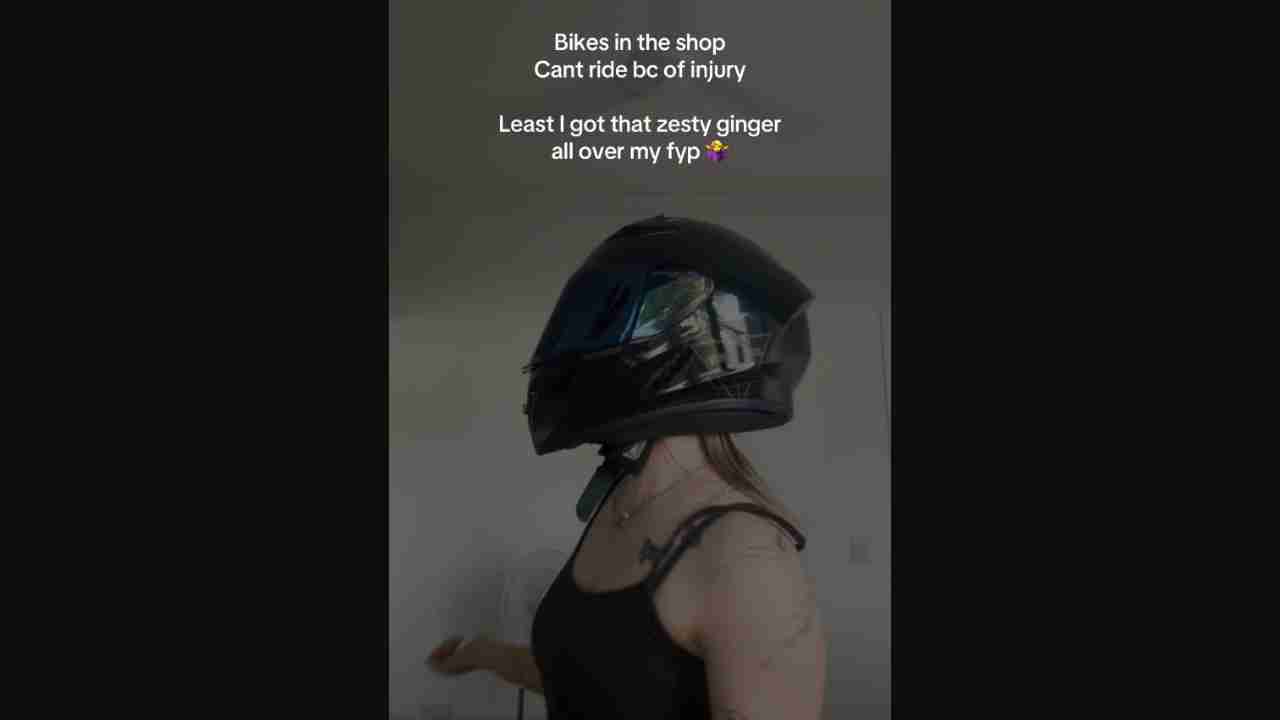 Bikes in the shop
Cant ride bc of injury
Least I got that zesty ginger
all over my fyp 🤷‍♀️